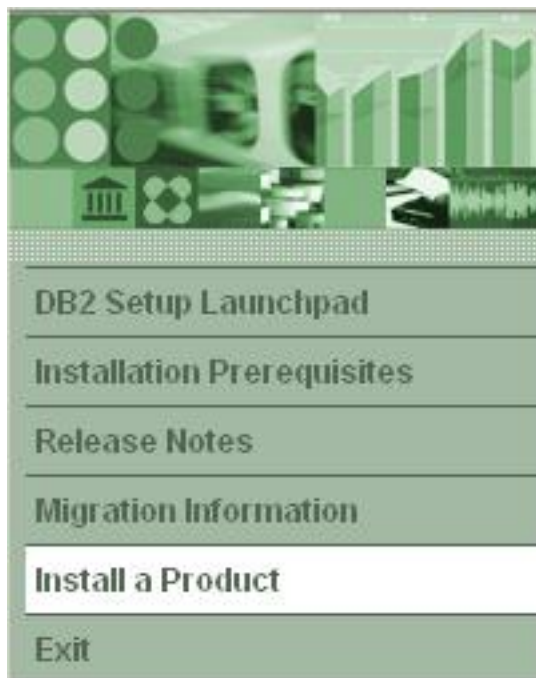 DB2 Setup Launchpad
Installation Prerequisites
Release Notes
Migration Information
Install a Product
Exit